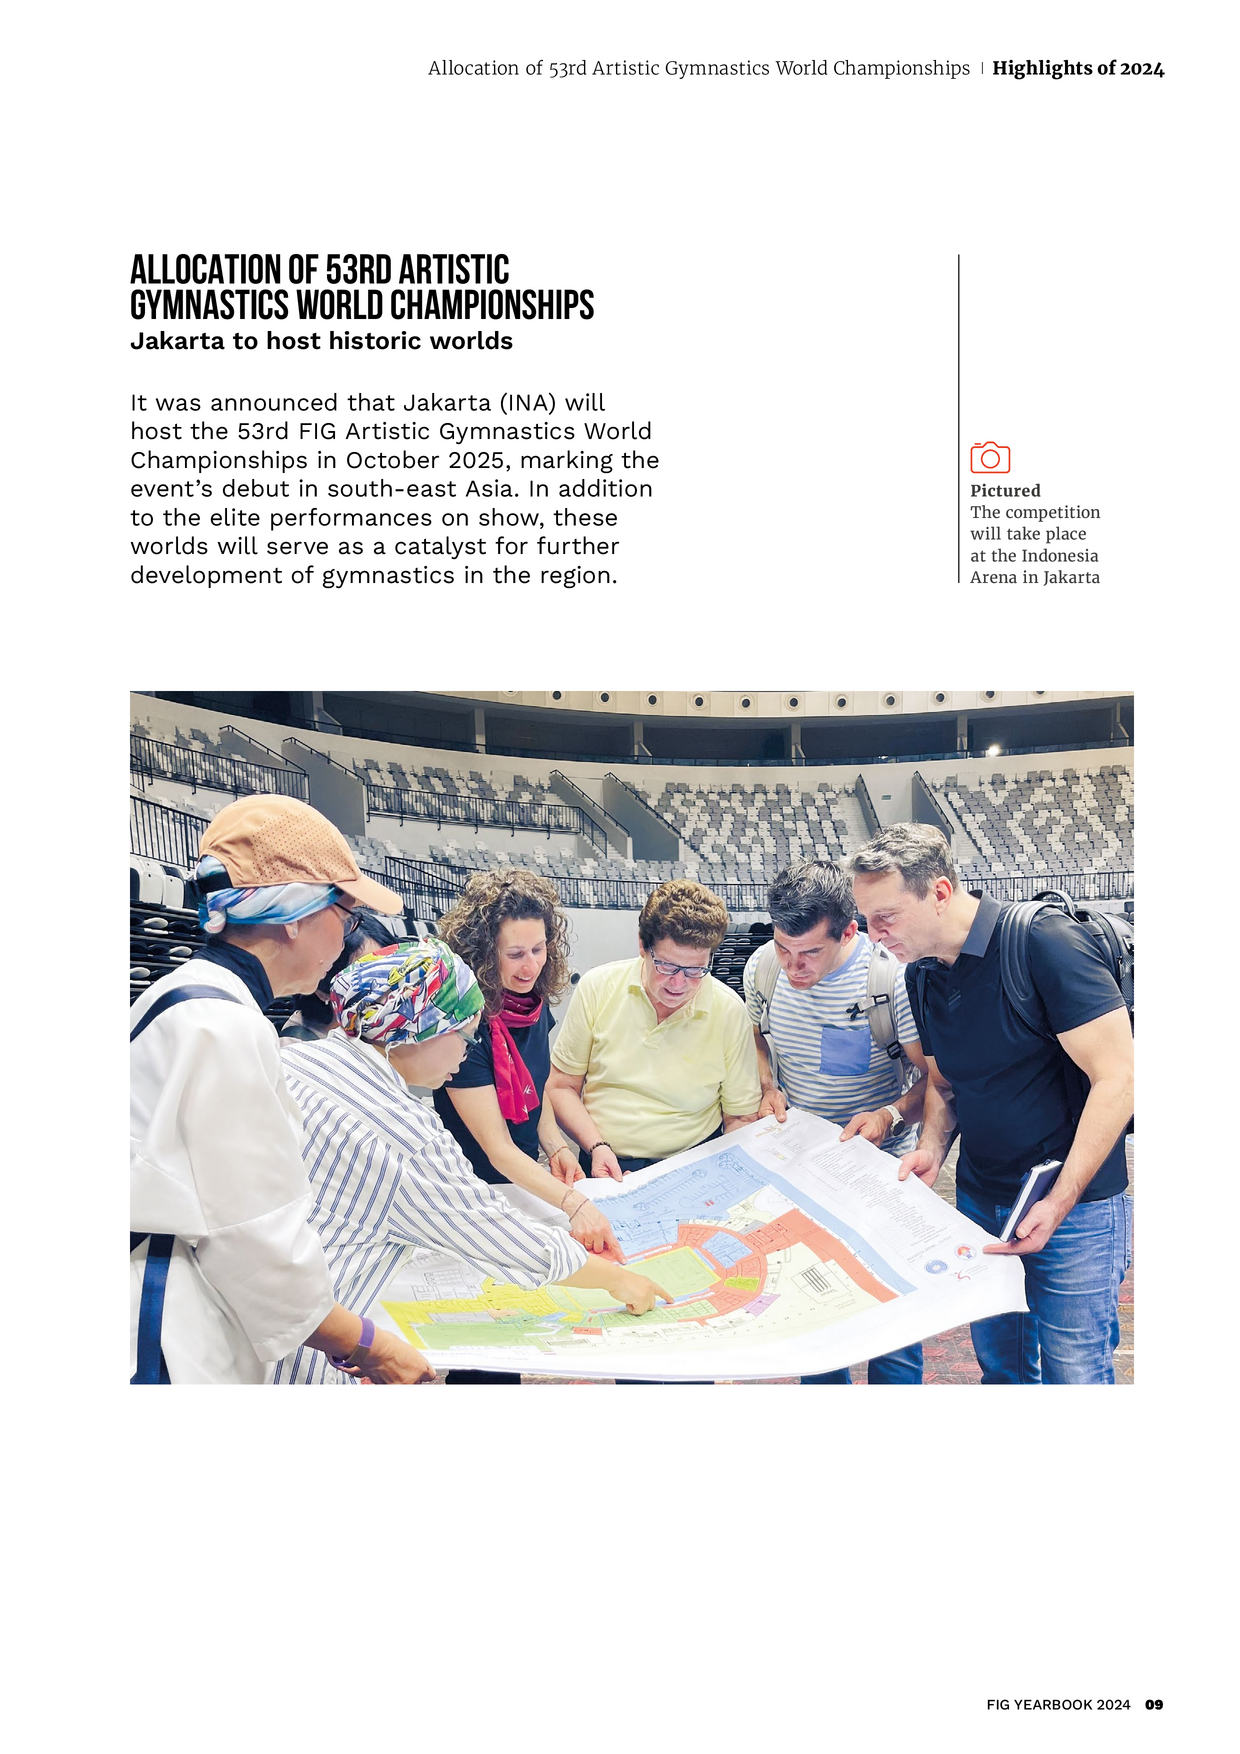 Allocation of 53rd Artistic Gymnastics World Championships | Highlights of 2024
ALLOCATION OF 53RD ARTISTIC
GYMNASTICS WORLD CHAMPIONSHIPS
Jakarta to host historic worlds
It was announced that Jakarta (INA) will
host the 53rd FIG Artistic Gymnastics World
Championships in October 2025, marking the
event’s debut in south-east Asia. In addition
to the elite performances on show, these
worlds will serve as a catalyst for further
development of gymnastics in the region.
Pictured
The competition
will take place
at the Indonesia
Arena in Jakarta
FIG YEARBOOK 2024 09